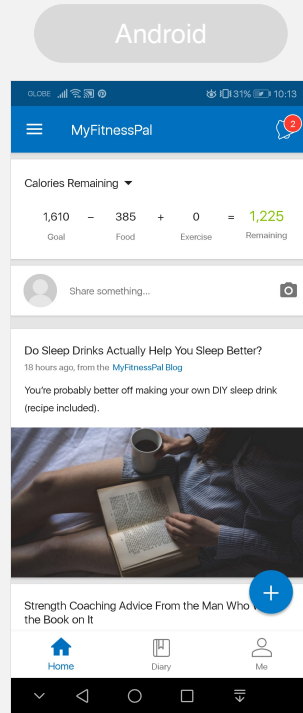 Android
GLOBE 31% 10:13
MyFitnessPal 2
Calories Remaining
1,610 – 385 + 0 = 1,225
Goal Food Exercise Remaining
Share something...
Do Sleep Drinks Actually Help You Sleep Better?
18 hours ago, from the MyFitnessPal Blog
You're probably better off making your own DIY sleep drink
(recipe included).
Strength Coaching Advice From the Man Who
the Book on It
+
Home Diary Me